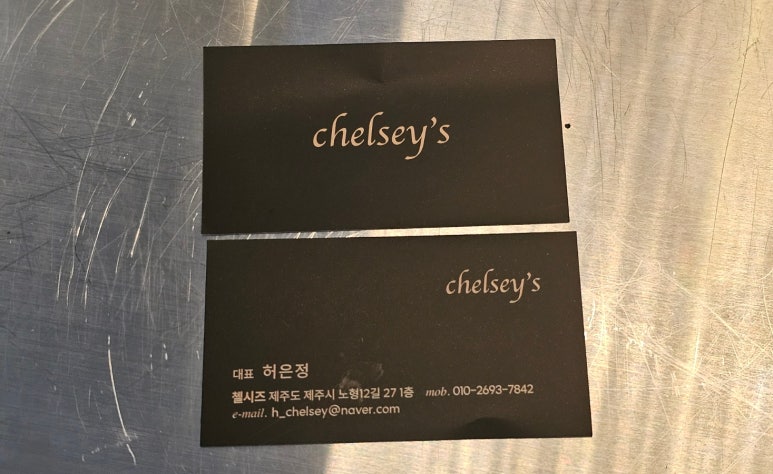 chelsey's
chelsey's
대표 허은정
첼시즈 제주도 제주시 노형12길 27 1층 mob. 010-2693-7842
e-mail. h_chelsey@naver.com